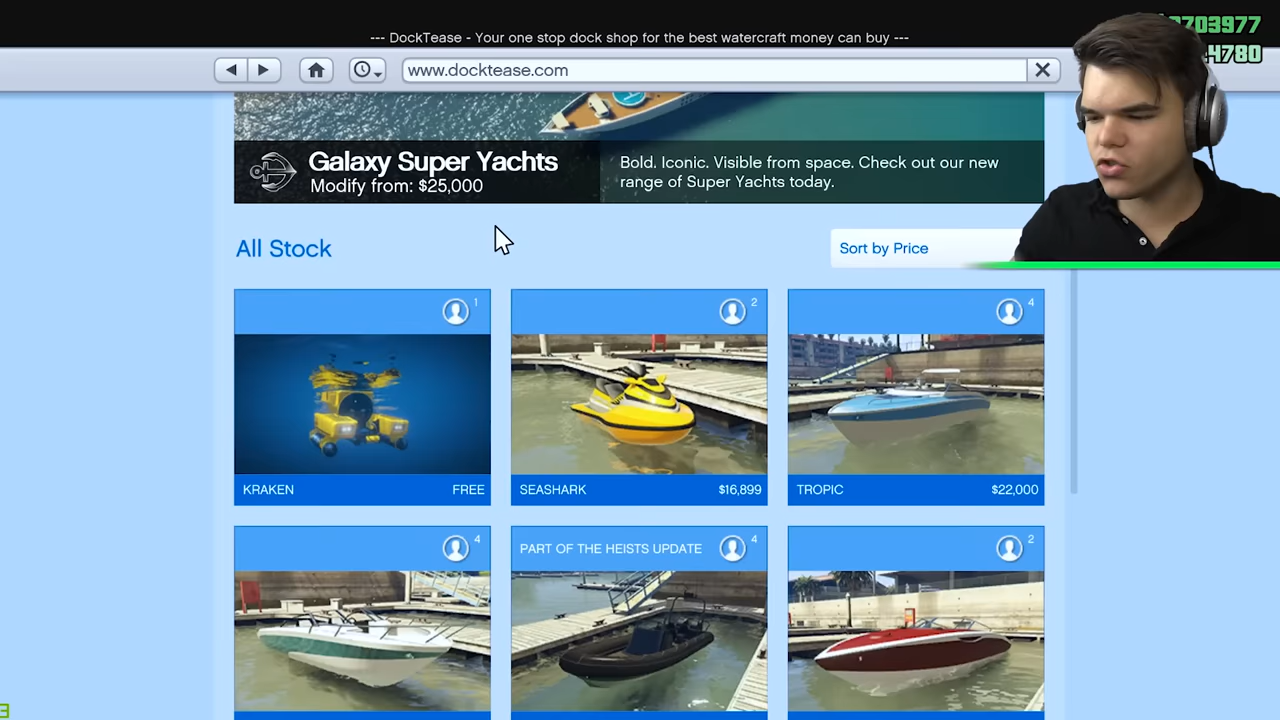 --- DockTease - Your one stop dock shop for the best watercraft money can buy ---
www.docktease.com
Galaxy Super Yachts
Modify from: $25,000
Bold. Iconic. Visible from space. Check out our new
range of Super Yachts today.
All Stock
Sort by Price
1
2
4
KRAKEN FREE
SEASHARK $16,899
TROPIC $22,000
4
PART OF THE HEISTS UPDATE 4
2
703977
4780
3